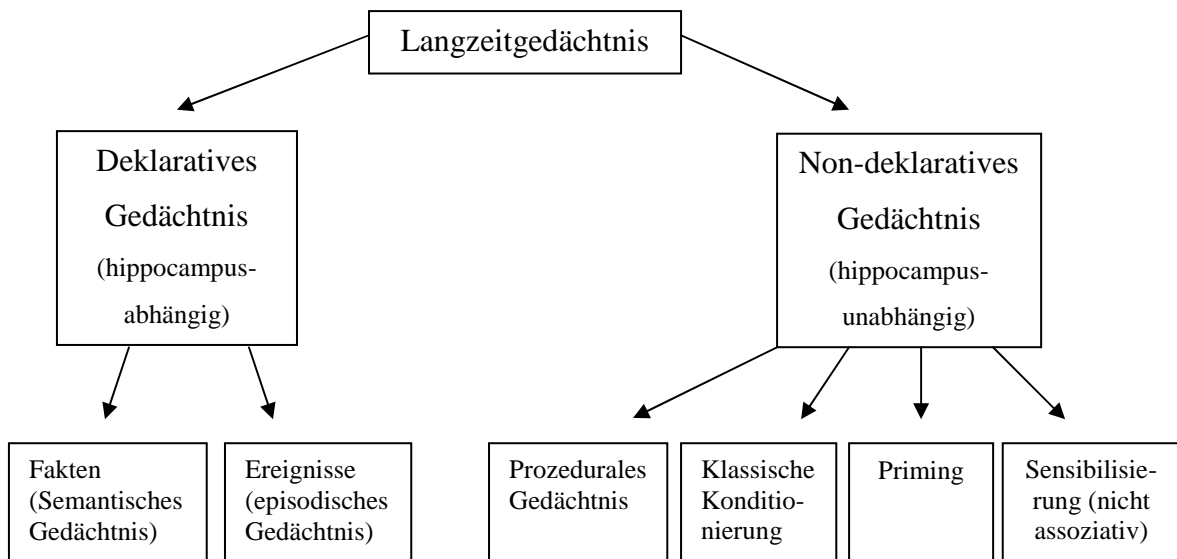 Langzeitgedächtnis
Deklaratives
Gedächtnis
(hippocampus-
abhängig)
Non-deklaratives
Gedächtnis
(hippocampus-
unabhängig)
Fakten
(Semantisches
Gedächtnis)
Ereignisse
(episodisches
Gedächtnis)
Prozedurales
Gedächtnis
Klassische
Konditio-
nierung
Priming
Sensibilisie-
rung (nicht
assoziativ)